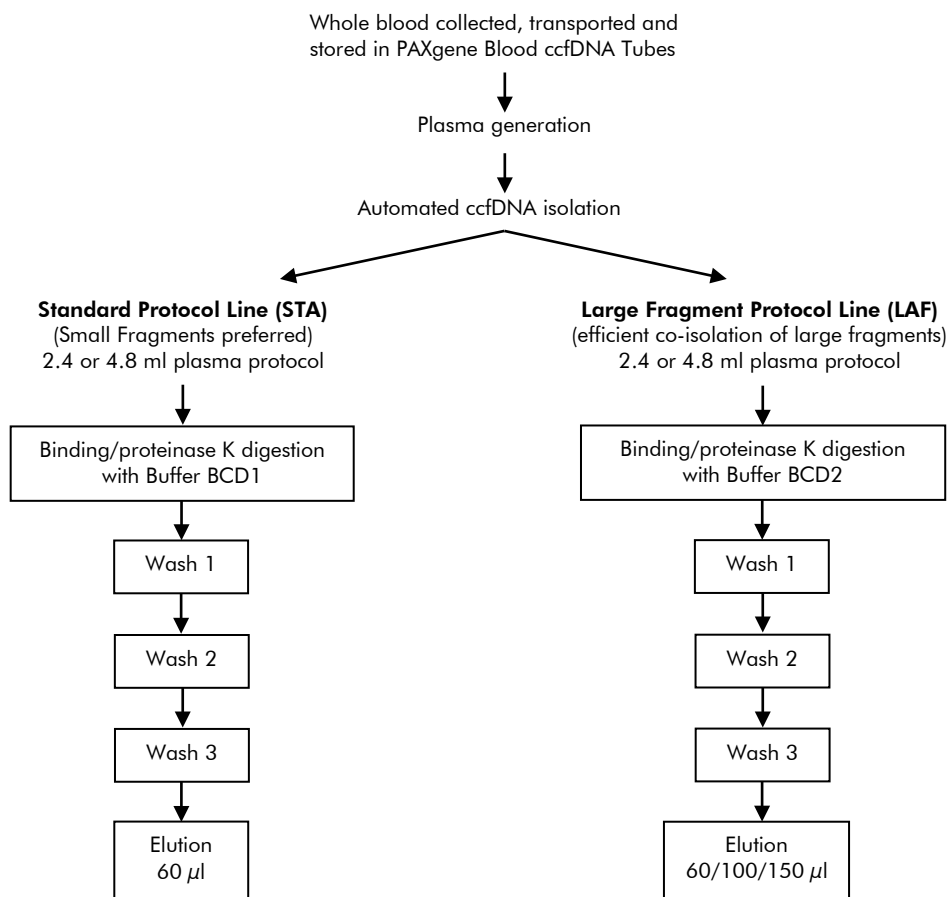 Whole blood collected, transported and
stored in PAXgene Blood ccfDNA Tubes
Plasma generation
Automated ccfDNA isolation
Standard Protocol Line (STA)
(Small Fragments preferred)
2.4 or 4.8 ml plasma protocol
Binding/proteinase K digestion
with Buffer BCD1
Wash 1
Wash 2
Wash 3
Elution
60 µl
Large Fragment Protocol Line (LAF)
(efficient co-isolation of large fragments)
2.4 or 4.8 ml plasma protocol
Binding/proteinase K digestion
with Buffer BCD2
Wash 1
Wash 2
Wash 3
Elution
60/100/150 µl